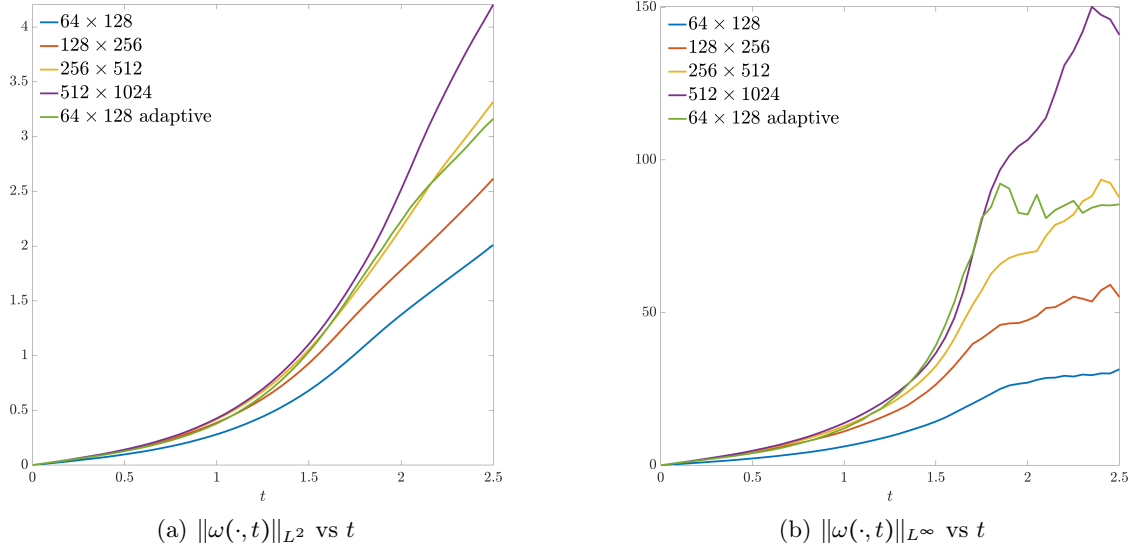 4
3.5
3
2.5
2
1.5
1
0.5
0
0
0.5
1
1.5
2
2.5
t
64 × 128
128 × 256
256 × 512
512 × 1024
64 × 128 adaptive
(a) ∥ω(·, t)∥L² vs t
150
100
50
0
0
0.5
1
1.5
2
2.5
t
64 × 128
128 × 256
256 × 512
512 × 1024
64 × 128 adaptive
(b) ∥ω(·, t)∥L∞ vs t